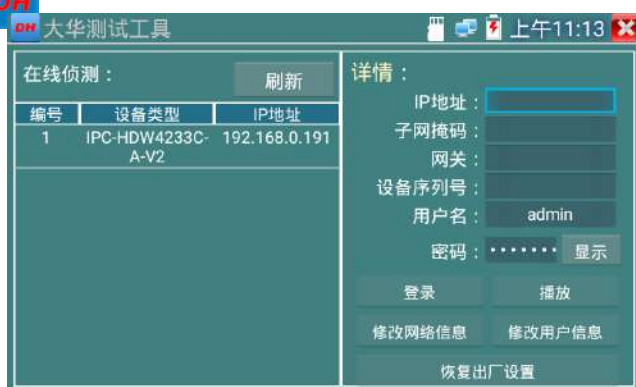 DH
DH 大华测试工具 上午11:13
在线侦测： 刷新
编号 设备类型 IP地址
1 IPC-HDW4233C-A-V2 192.168.0.191
详情：
IP地址：
子网掩码：
网关：
设备序列号：
用户名： admin
密码： ······· 显示
登录 播放
修改网络信息 修改用户信息
恢复出厂设置